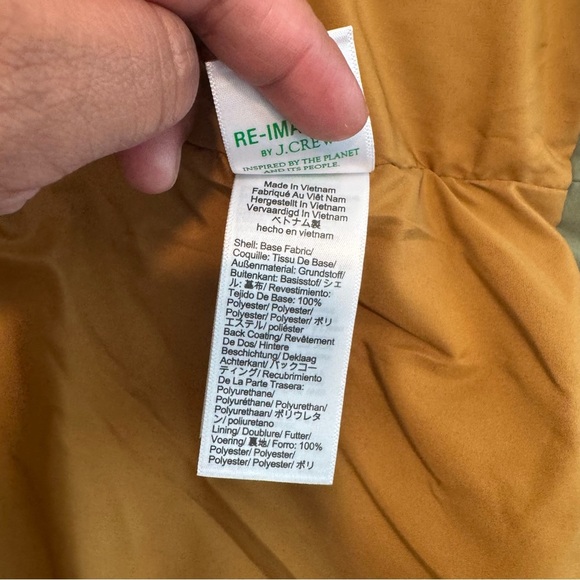 RE-IMA
BY J.CREW
INSPIRED BY THE PLANET
AND ITS PEOPLE.
Made In Vietnam
Fabriqué Au Viêt Nam
Hergestellt In Vietnam
Vervaardigd In Vietnam
ベトナム製
hecho en vietnam
Shell: Base Fabric/
Coquille: Tissu De Base/
Außenmaterial: Grundstoff/
Buitenkant: Basisstof/ シェ
ル: 基布/ Revestimiento:
Tejido De Base: 100%
Polyester/ Polyester/
Polyester/ Polyester/ ポリ
エステル/ poliéster
Back Coating/ Revêtement
De Dos/ Hintere
Beschichtung/ Deklaag
Achterkant/ バックコー
ティング/ Recubrimiento
De La Parte Trasera:
Polyurethane/
Polyuréthane/ Polyurethan/
Polyurethaan/ ポリウレタ
ン/ poliuretano
Lining/ Doublure/ Futter/
Voering/ 裏地/ Forro: 100%
Polyester/ Polyester/
Polyester/ Polyester/ ポリ